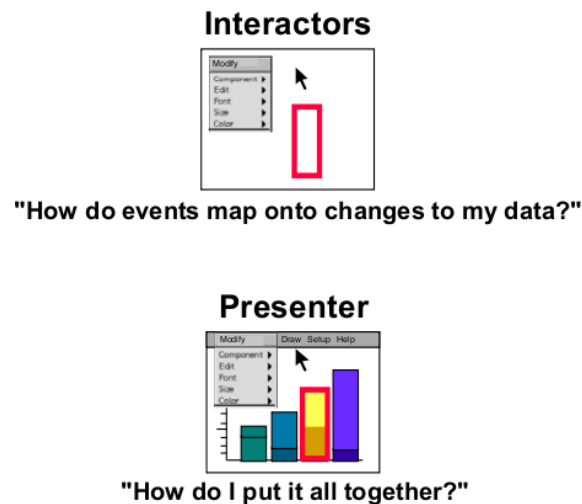 Interactors
Modify
Component
Edit
Font
Size
Color
"How do events map onto changes to my data?"
Presenter
Modify Draw Setup Help
Component
Edit
Font
Size
Color
"How do I put it all together?"